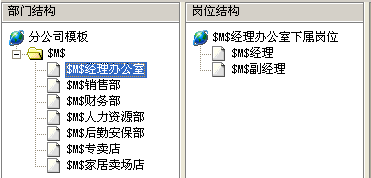 部门结构
分公司模板
$M$
$M$经理办公室
$M$销售部
$M$财务部
$M$人力资源部
$M$后勤安保部
$M$专卖店
$M$家居卖场店
岗位结构
$M$经理办公室下属岗位
$M$经理
$M$副经理